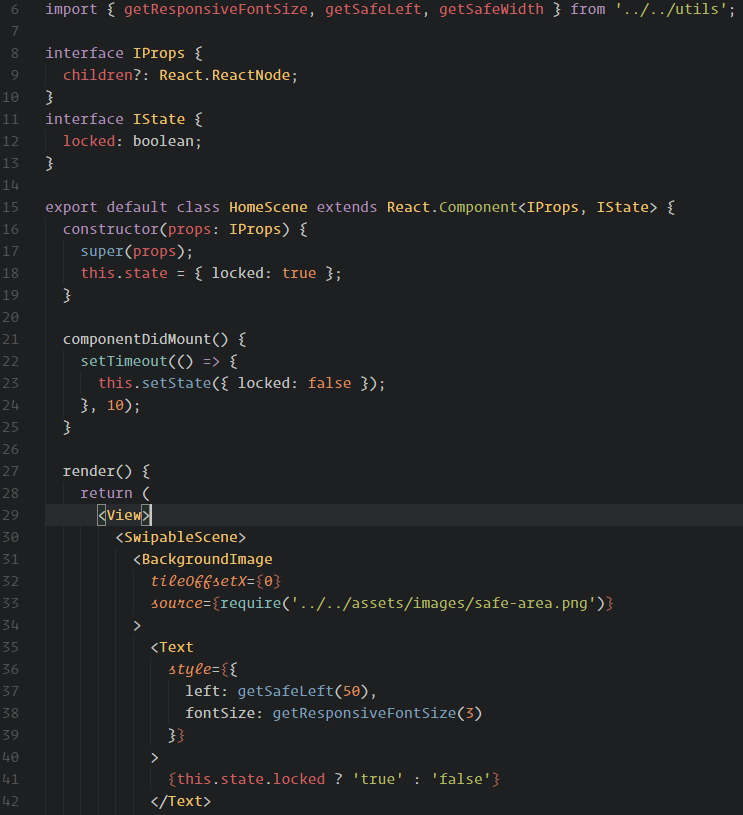 6 import { getResponsiveFontSize, getSafeLeft, getSafeWidth } from '../../utils';
7
8 interface IProps {
9   children?: React.ReactNode;
10 }
11 interface IState {
12   locked: boolean;
13 }
14
15 export default class HomeScene extends React.Component<IProps, IState> {
16   constructor(props: IProps) {
17     super(props);
18     this.state = { locked: true };
19   }
20
21   componentDidMount() {
22     setTimeout(() => {
23       this.setState({ locked: false });
24     }, 10);
25   }
26
27   render() {
28     return (
29       <View>
30         <SwipableScene>
31           <BackgroundImage
32             tileOffsetX={0}
33             source={require('../../assets/images/safe-area.png')}
34           >
35             <Text
36               style={{
37                 left: getSafeLeft(50),
38                 fontSize: getResponsiveFontSize(3)
39               }}
40             >
41               {this.state.locked ? 'true' : 'false'}
42             </Text>